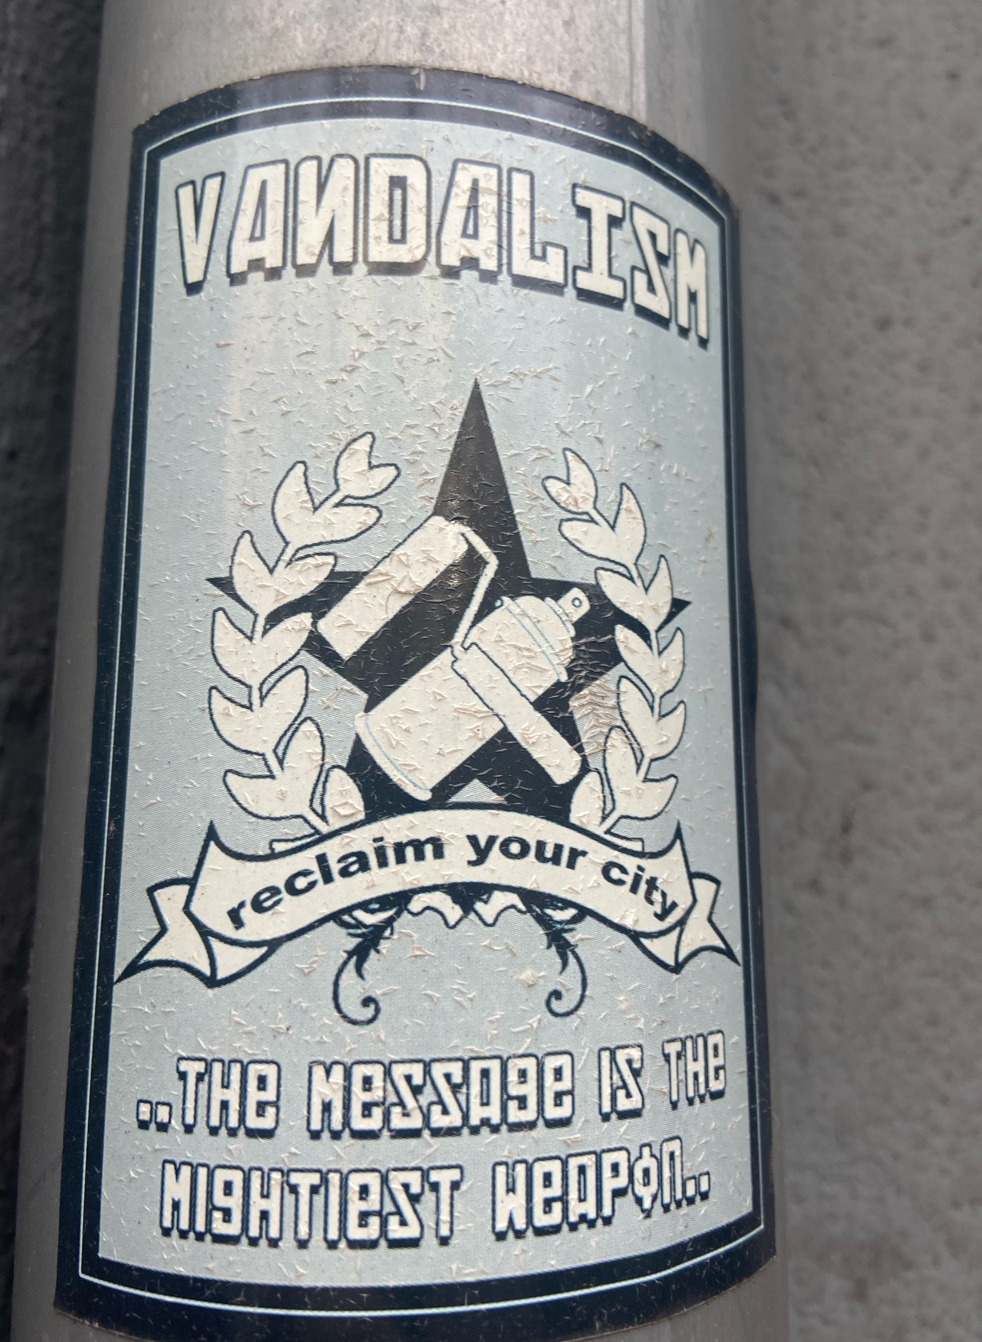 VANDALISM
reclaim your city
..THE MESSAGE IS THE
MIGHTIEST WEAPON..